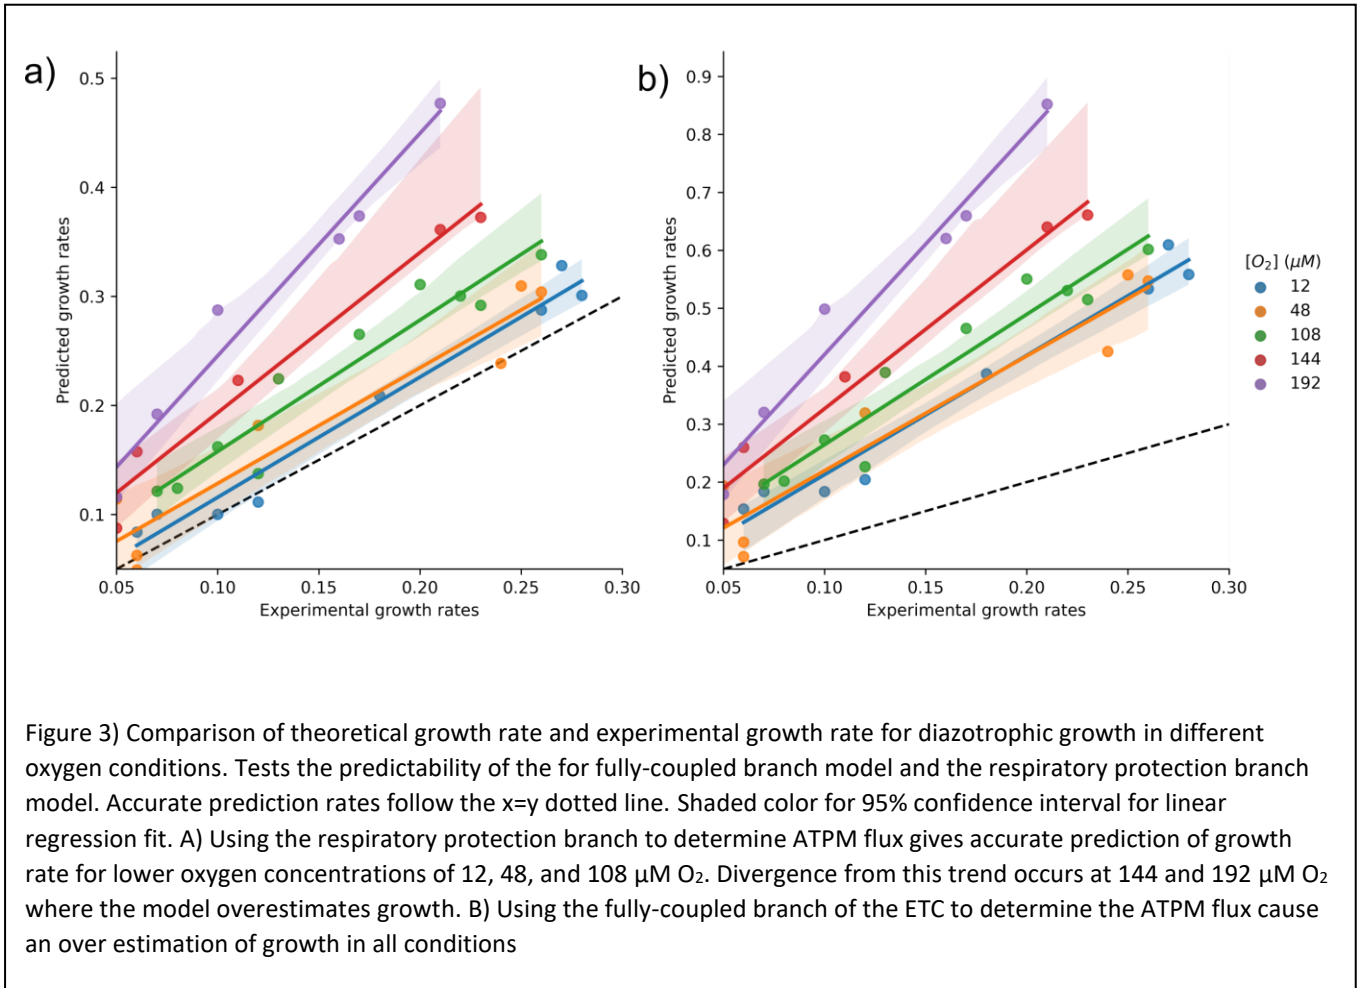 a)
0.5
0.4
0.3
0.2
0.1
Predicted growth rates
0.05 0.10 0.15 0.20 0.25 0.30
Experimental growth rates
b)
0.9
0.8
0.7
0.6
0.5
0.4
0.3
0.2
0.1
Predicted growth rates
0.05 0.10 0.15 0.20 0.25 0.30
Experimental growth rates
[O₂] (μM)
12
48
108
144
192
Figure 3) Comparison of theoretical growth rate and experimental growth rate for diazotrophic growth in different
oxygen conditions. Tests the predictability of the for fully-coupled branch model and the respiratory protection branch
model. Accurate prediction rates follow the x=y dotted line. Shaded color for 95% confidence interval for linear
regression fit. A) Using the respiratory protection branch to determine ATPM flux gives accurate prediction of growth
rate for lower oxygen concentrations of 12, 48, and 108 μM O₂. Divergence from this trend occurs at 144 and 192 μM O₂
where the model overestimates growth. B) Using the fully-coupled branch of the ETC to determine the ATPM flux cause
an over estimation of growth in all conditions